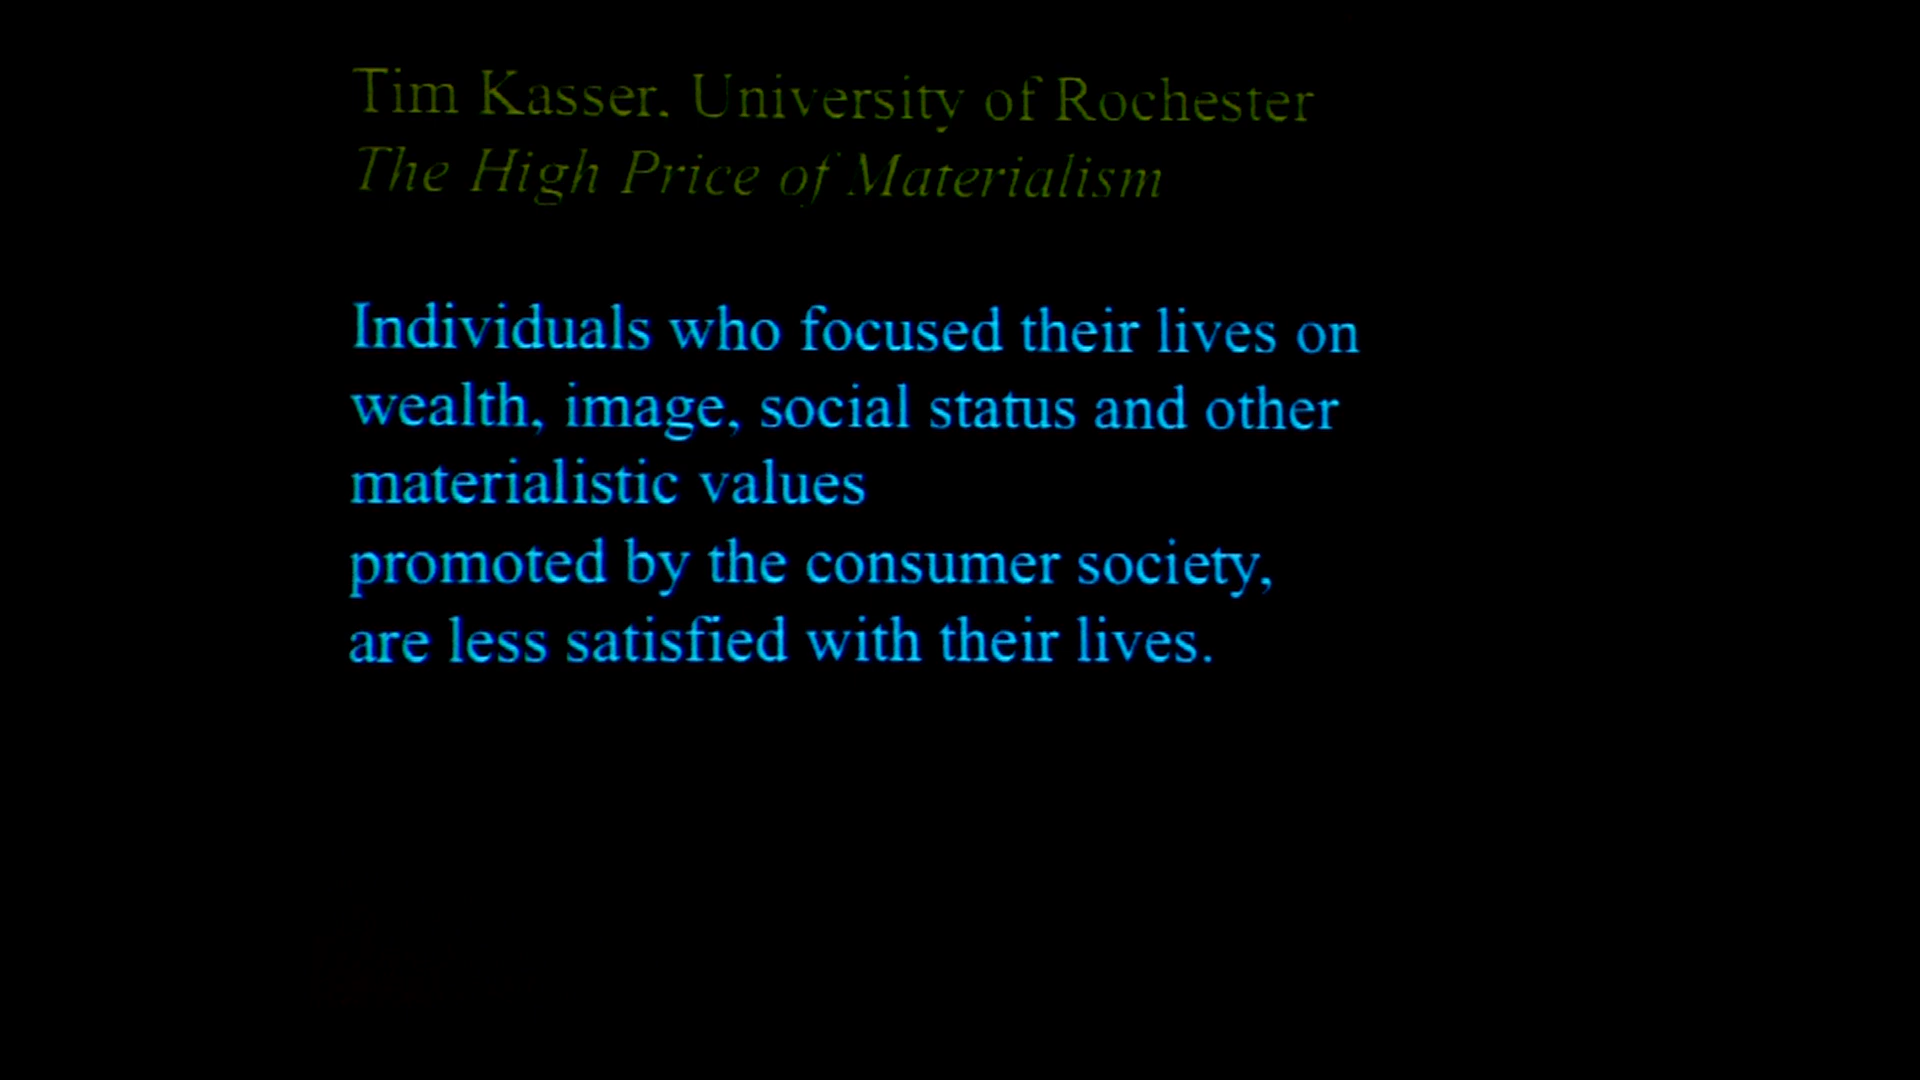 Tim Kasser. University of Rochester
The High Price of Materialism
Individuals who focused their lives on
wealth, image, social status and other
materialistic values
promoted by the consumer society,
are less satisfied with their lives.